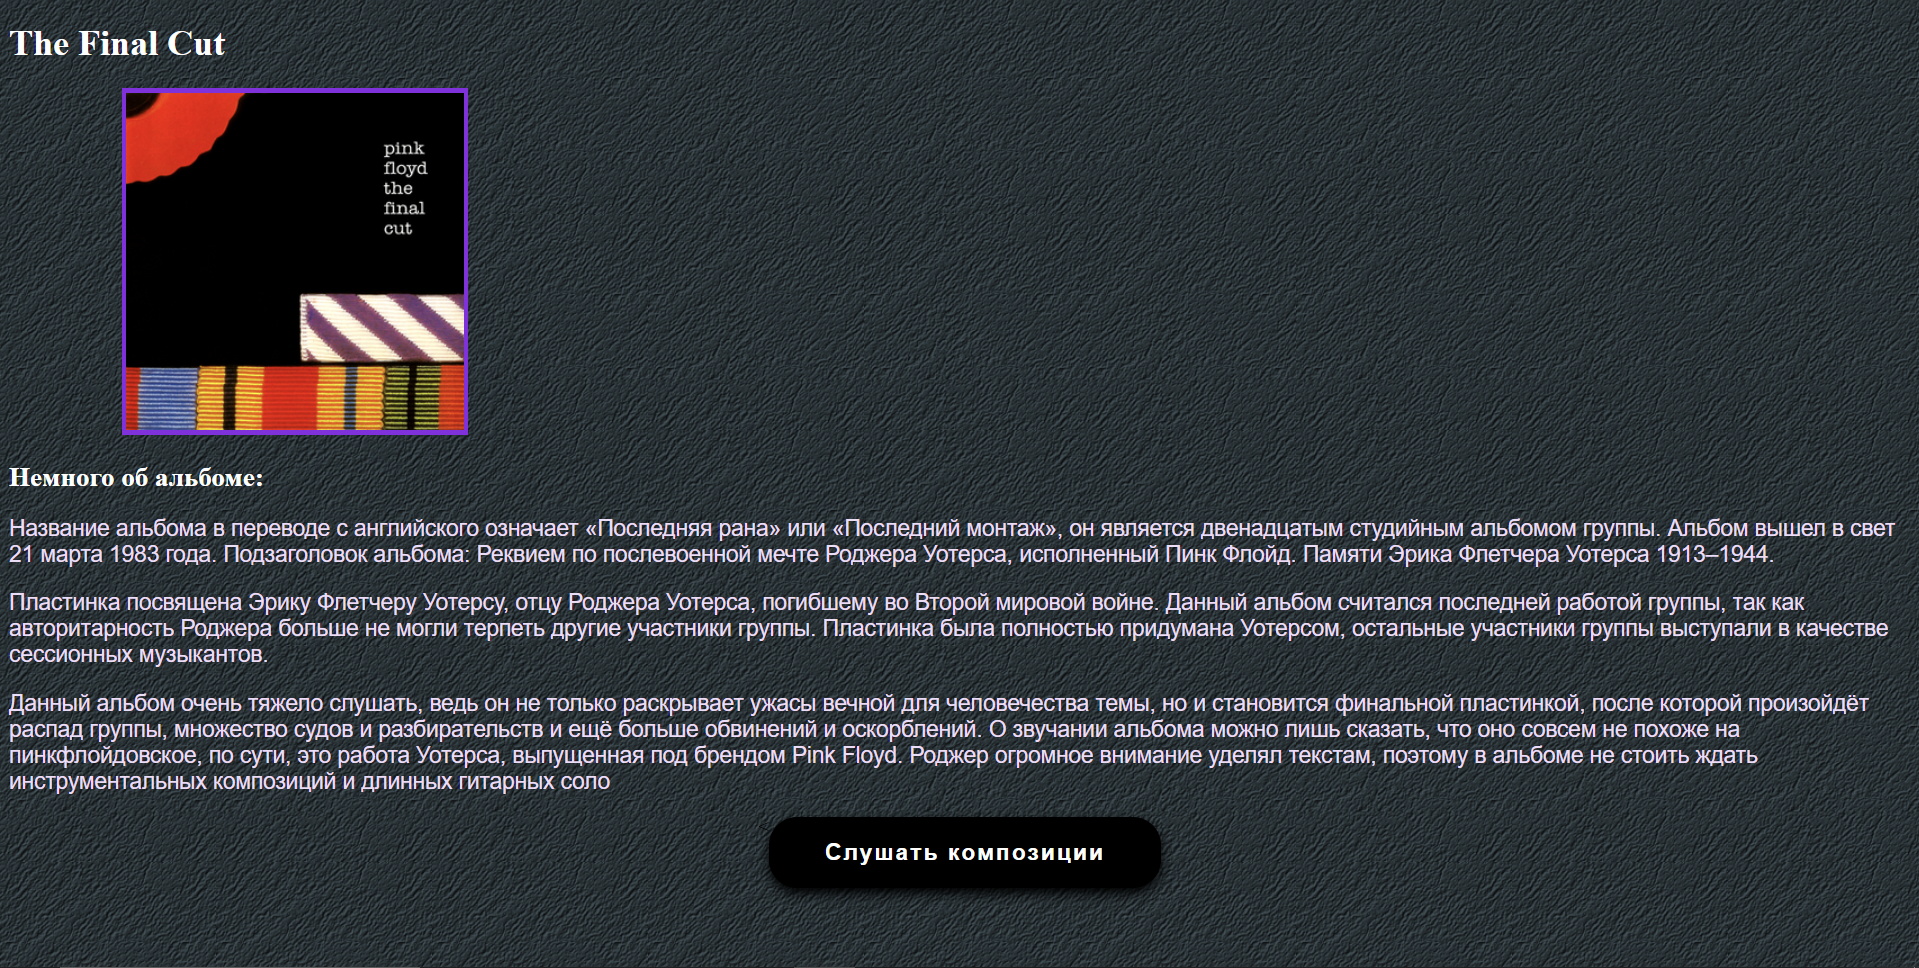 The Final Cut
pink
floyd
the
final
cut
Немного об альбоме:
Название альбома в переводе с английского означает «Последняя рана» или «Последний монтаж», он является двенадцатым студийным альбомом группы. Альбом вышел в свет
21 марта 1983 года. Подзаголовок альбома: Реквием по послевоенной мечте Роджера Уотерса, исполненный Пинк Флойд. Памяти Эрика Флетчера Уотерса 1913–1944.
Пластинка посвящена Эрику Флетчеру Уотерсу, отцу Роджера Уотерса, погибшему во Второй мировой войне. Данный альбом считался последней работой группы, так как
авторитарность Роджера больше не могли терпеть другие участники группы. Пластинка была полностью придумана Уотерсом, остальные участники группы выступали в качестве
сессионных музыкантов.
Данный альбом очень тяжело слушать, ведь он не только раскрывает ужасы вечной для человечества темы, но и становится финальной пластинкой, после которой произойдёт
распад группы, множество судов и разбирательств и ещё больше обвинений и оскорблений. О звучании альбома можно лишь сказать, что оно совсем не похоже на
пинкфлойдовское, по сути, это работа Уотерса, выпущенная под брендом Pink Floyd. Роджер огромное внимание уделял текстам, поэтому в альбоме не стоить ждать
инструментальных композиций и длинных гитарных соло
Слушать композиции